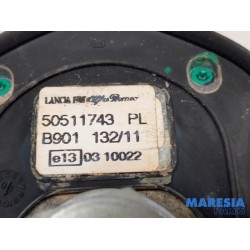 LANCIA FIAT Alfa Romeo
50511743 PL
B901 132/11
e13 03 10022
MARESIA